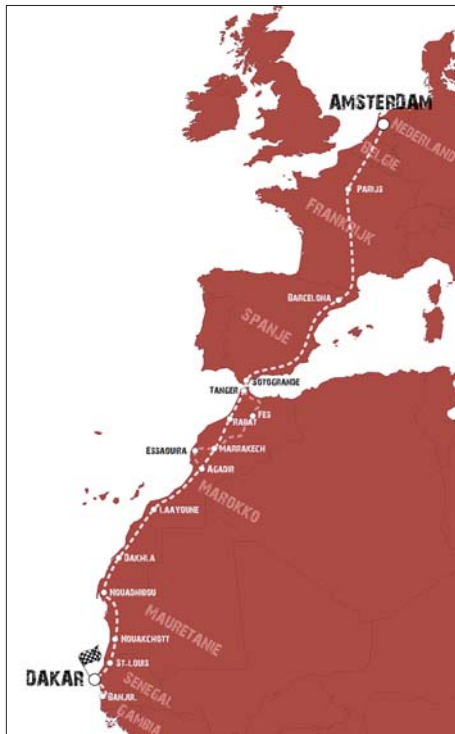 AMSTERDAM
NEDERLAND
BELGIE
PARIJS
FRANKRIJK
BARCELONA
SPANJE
SOTOGRANDE
TANGER
FES
RABAT
ESSAOUIRA
MARRAKECH
AGADIR
MAROKKO
LAAYOUNE
DAKHLA
NOUADHIBOU
MAURETANIE
NOUAKCHOTT
ST-LOUIS
DAKAR
SENEGAL
BANJUL
GAMBIA